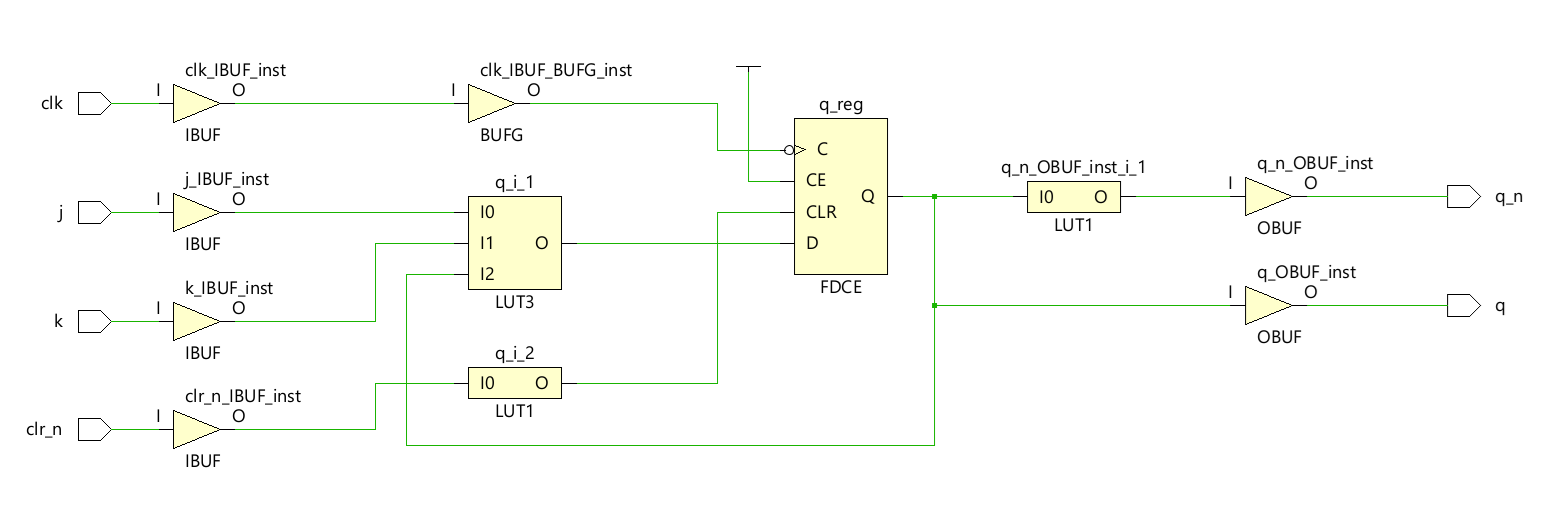 clk_IBUF_inst
clk_IBUF_BUFG_inst
clk
I
O
I
O
IBUF
BUFG
q_reg
C
CE
CLR
D
Q
FDCE
j_IBUF_inst
j
I
O
IBUF
q_i_1
I0
I1
I2
O
LUT3
q_n_OBUF_inst_i_1
I0
O
LUT1
q_n_OBUF_inst
I
O
OBUF
q_n
k_IBUF_inst
k
I
O
IBUF
q_OBUF_inst
I
O
OBUF
q
q_i_2
I0
O
LUT1
clr_n_IBUF_inst
clr_n
I
O
IBUF